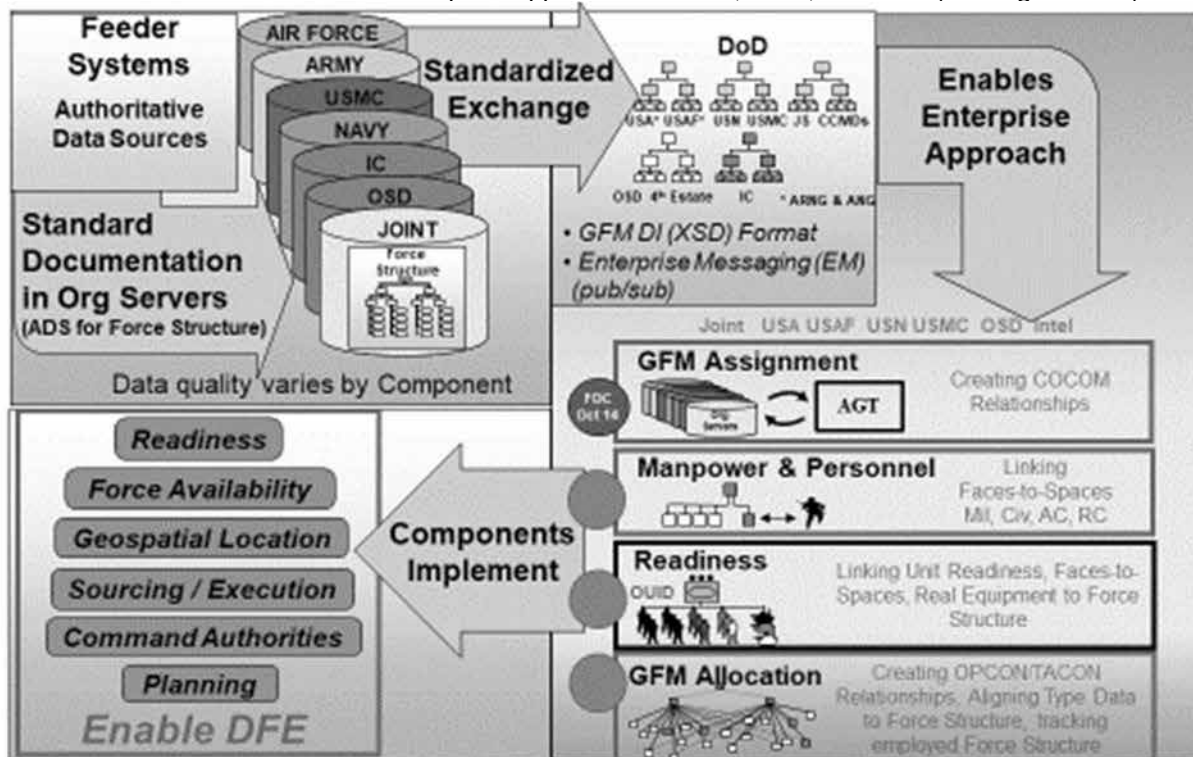 Feeder
Systems
Authoritative
Data Sources
AIR FORCE
ARMY
USMC
NAVY
IC
OSD
JOINT
Force
Structure
Standardized
Exchange
Standard
Documentation
in Org Servers
(ADS for Force Structure)
Data quality varies by Component
DoD
USA* USAF* USN USMC JS CCMDs
OSD 4th Estate IC * ARNG & ANG
• GFM DI (XSD) Format
• Enterprise Messaging (EM)
(pub/sub)
Enables
Enterprise
Approach
Joint USA USAF USN USMC OSD Intel
GFM Assignment
FOC
Oct 14
Org
Servers
AGT
Creating COCOM
Relationships
Manpower & Personnel
Linking
Faces-to-Spaces
Mil, Civ, AC, RC
Readiness
OUID
Linking Unit Readiness, Faces-to-
Spaces, Real Equipment to Force
Structure
GFM Allocation
Creating OPCON/TACON
Relationships, Aligning Type Data
to Force Structure, tracking
employed Force Structure
Components
Implement
Readiness
Force Availability
Geospatial Location
Sourcing / Execution
Command Authorities
Planning
Enable DFE